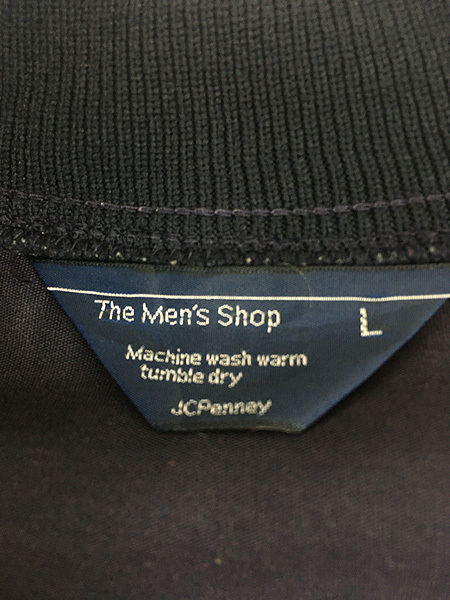 The Men's Shop L
Machine wash warm
tumble dry
JCPenney